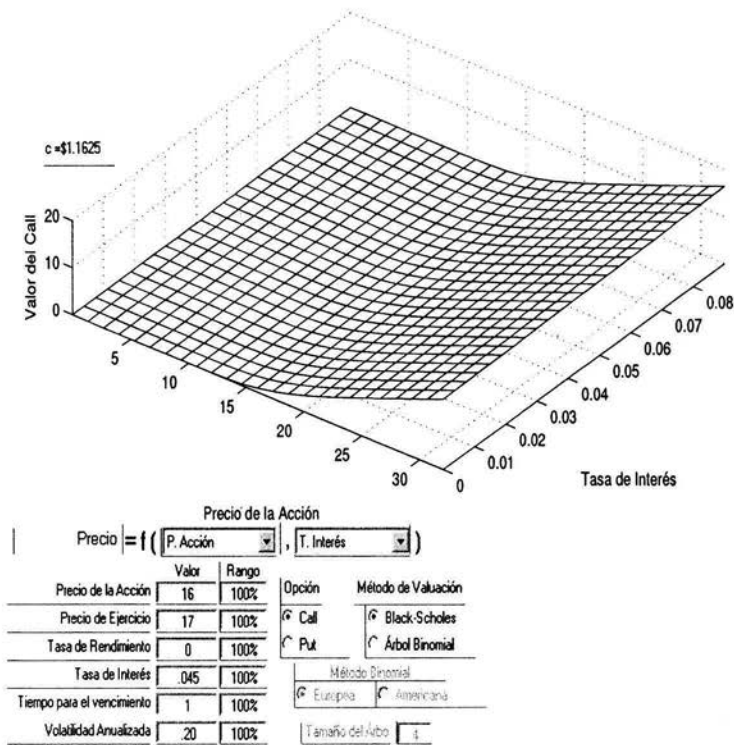 c =$1.1625
Valor del Call
20
10
0
5
10
15
20
25
30
0
0.01
0.02
0.03
0.04
0.05
0.06
0.07
0.08
Tasa de Interés
Precio de la Acción
Precio = f ( P. Acción , T. Interés )
Valor Rango
Precio de la Acción 16 100%
Precio de Ejercicio 17 100%
Tasa de Rendimiento 0 100%
Tasa de Interés .045 100%
Tiempo para el vencimiento 1 100%
Volatilidad Anualizada .20 100%
Opción
Call
Put
Método de Valuación
Black-Scholes
Árbol Binomial
Método Binomial
Europea Americana
Tamaño del Árbo 4